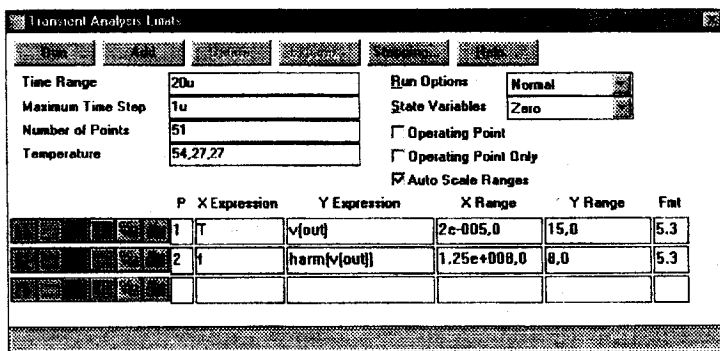 Transient Analysis Limits
Run Add Stepping Help
Time Range 20u Run Options Normal
Maximum Time Step 1u State Variables Zero
Number of Points 51 Operating Point
Temperature 54,27,27 Operating Point Only
Auto Scale Ranges
P X Expression Y Expression X Range Y Range Fmt
1 T v(out) 2e-005,0 15,0 5.3
2 f harm(v(out)) 1.25e+008,0 8,0 5.3